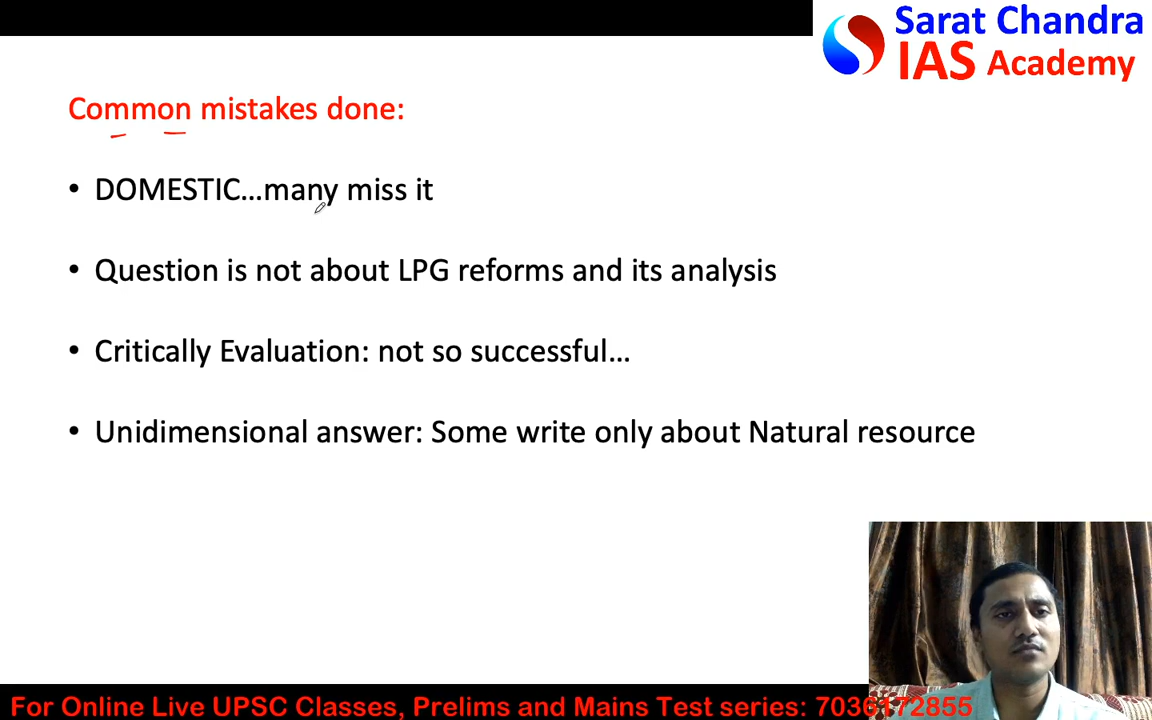 Sarat Chandra
IAS Academy
Common mistakes done:
• DOMESTIC...many miss it
• Question is not about LPG reforms and its analysis
• Critically Evaluation: not so successful...
• Unidimensional answer: Some write only about Natural resource
For Online Live UPSC Classes, Prelims and Mains Test series: 7036172855